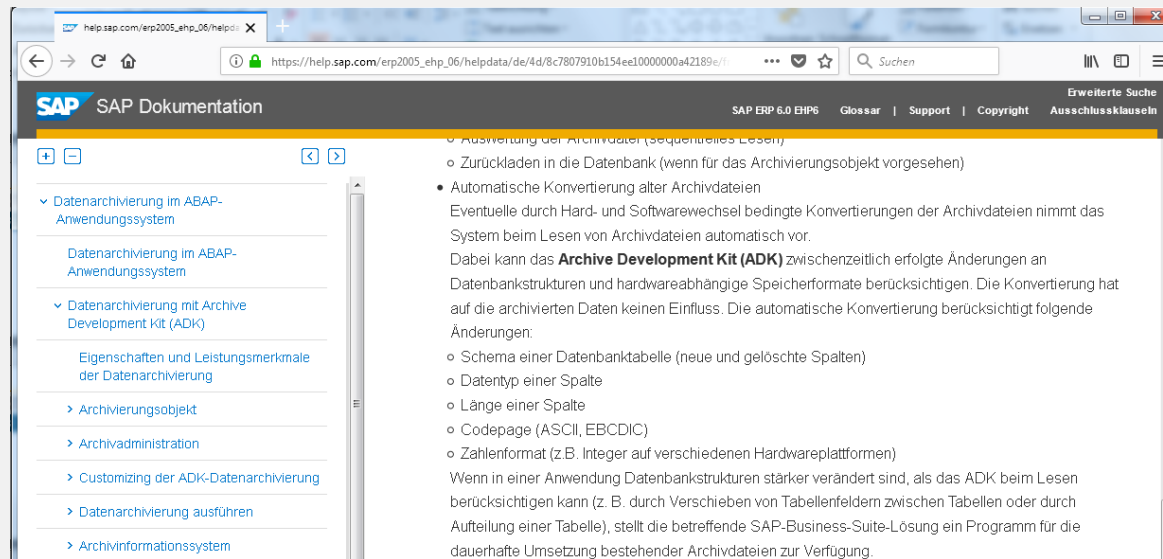 help.sap.com/erp2005_ehp_06/helpda
https://help.sap.com/erp2005_ehp_06/helpdata/de/4d/8c7807910b154ee10000000a42189e/
Suchen
SAP SAP Dokumentation
Erweiterte Suche
SAP ERP 6.0 EHP6 Glossar | Support | Copyright Ausschlussklauseln
Datenarchivierung im ABAP-
Anwendungssystem
Datenarchivierung im ABAP-
Anwendungssystem
Datenarchivierung mit Archive
Development Kit (ADK)
Eigenschaften und Leistungsmerkmale
der Datenarchivierung
Archivierungsobjekt
Archivadministration
Customizing der ADK-Datenarchivierung
Datenarchivierung ausführen
Archivinformationssystem
Auswertung der Archivdatei (sequentielles Lesen)
Zurückladen in die Datenbank (wenn für das Archivierungsobjekt vorgesehen)
Automatische Konvertierung alter Archivdateien
Eventuelle durch Hard- und Softwarewechsel bedingte Konvertierungen der Archivdateien nimmt das
System beim Lesen von Archivdateien automatisch vor.
Dabei kann das Archive Development Kit (ADK) zwischenzeitlich erfolgte Änderungen an
Datenbankstrukturen und hardwareabhängige Speicherformate berücksichtigen. Die Konvertierung hat
auf die archivierten Daten keinen Einfluss. Die automatische Konvertierung berücksichtigt folgende
Änderungen:
Schema einer Datenbanktabelle (neue und gelöschte Spalten)
Datentyp einer Spalte
Länge einer Spalte
Codepage (ASCII, EBCDIC)
Zahlenformat (z.B. Integer auf verschiedenen Hardwareplattformen)
Wenn in einer Anwendung Datenbankstrukturen stärker verändert sind, als das ADK beim Lesen
berücksichtigen kann (z. B. durch Verschieben von Tabellenfeldern zwischen Tabellen oder durch
Aufteilung einer Tabelle), stellt die betreffende SAP-Business-Suite-Lösung ein Programm für die
dauerhafte Umsetzung bestehender Archivdateien zur Verfügung.